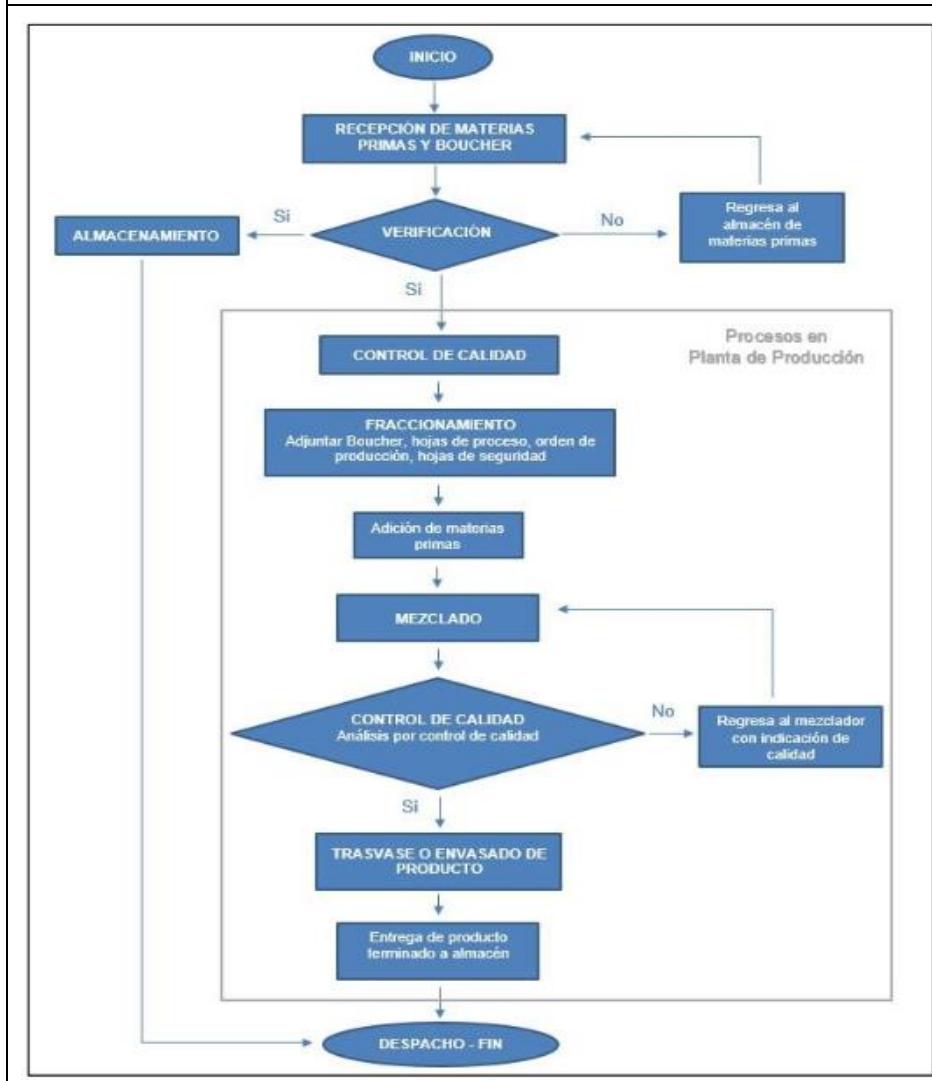 INICIO
RECEPCIÓN DE MATERIAS
PRIMAS Y BOUCHER
Si
ALMACENAMIENTO
VERIFICACIÓN
No
Regresa al
almacén de
materias primas
Si
Procesos en
Planta de Producción
CONTROL DE CALIDAD
FRACCIONAMIENTO
Adjuntar Boucher, hojas de proceso, orden de
producción, hojas de seguridad
Adición de materias
primas
MEZCLADO
CONTROL DE CALIDAD
Análisis por control de calidad
No
Regresa al mezclador
con indicación de
calidad
Si
TRASVASE O ENVASADO DE
PRODUCTO
Entrega de producto
terminado a almacén
DESPACHO - FIN